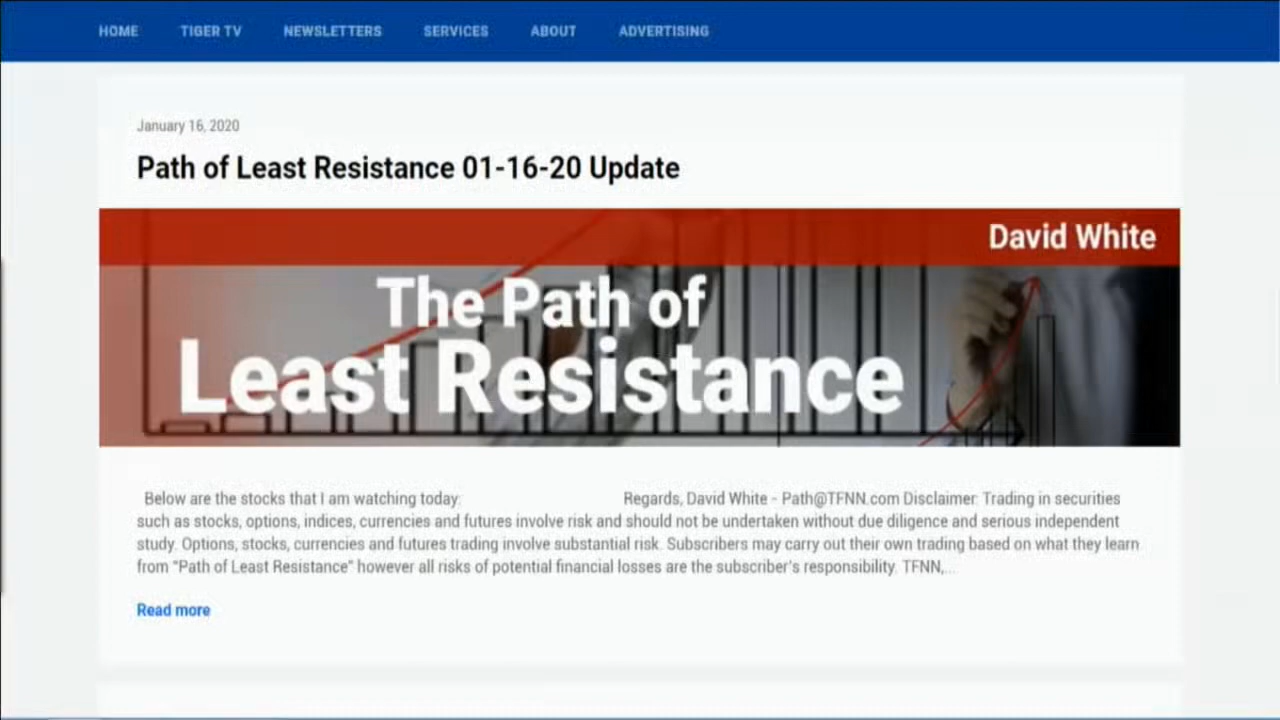 HOME TIGER TV NEWSLETTERS SERVICES ABOUT ADVERTISING
January 16, 2020
Path of Least Resistance 01-16-20 Update
David White
The Path of
Least Resistance
Below are the stocks that I am watching today: Regards, David White - Path@TFNN.com Disclaimer: Trading in securities
such as stocks, options, indices, currencies and futures involve risk and should not be undertaken without due diligence and serious independent
study. Options, stocks, currencies and futures trading involve substantial risk. Subscribers may carry out their own trading based on what they learn
from “Path of Least Resistance” however all risks of potential financial losses are the subscriber's responsibility. TFNN,...
Read more